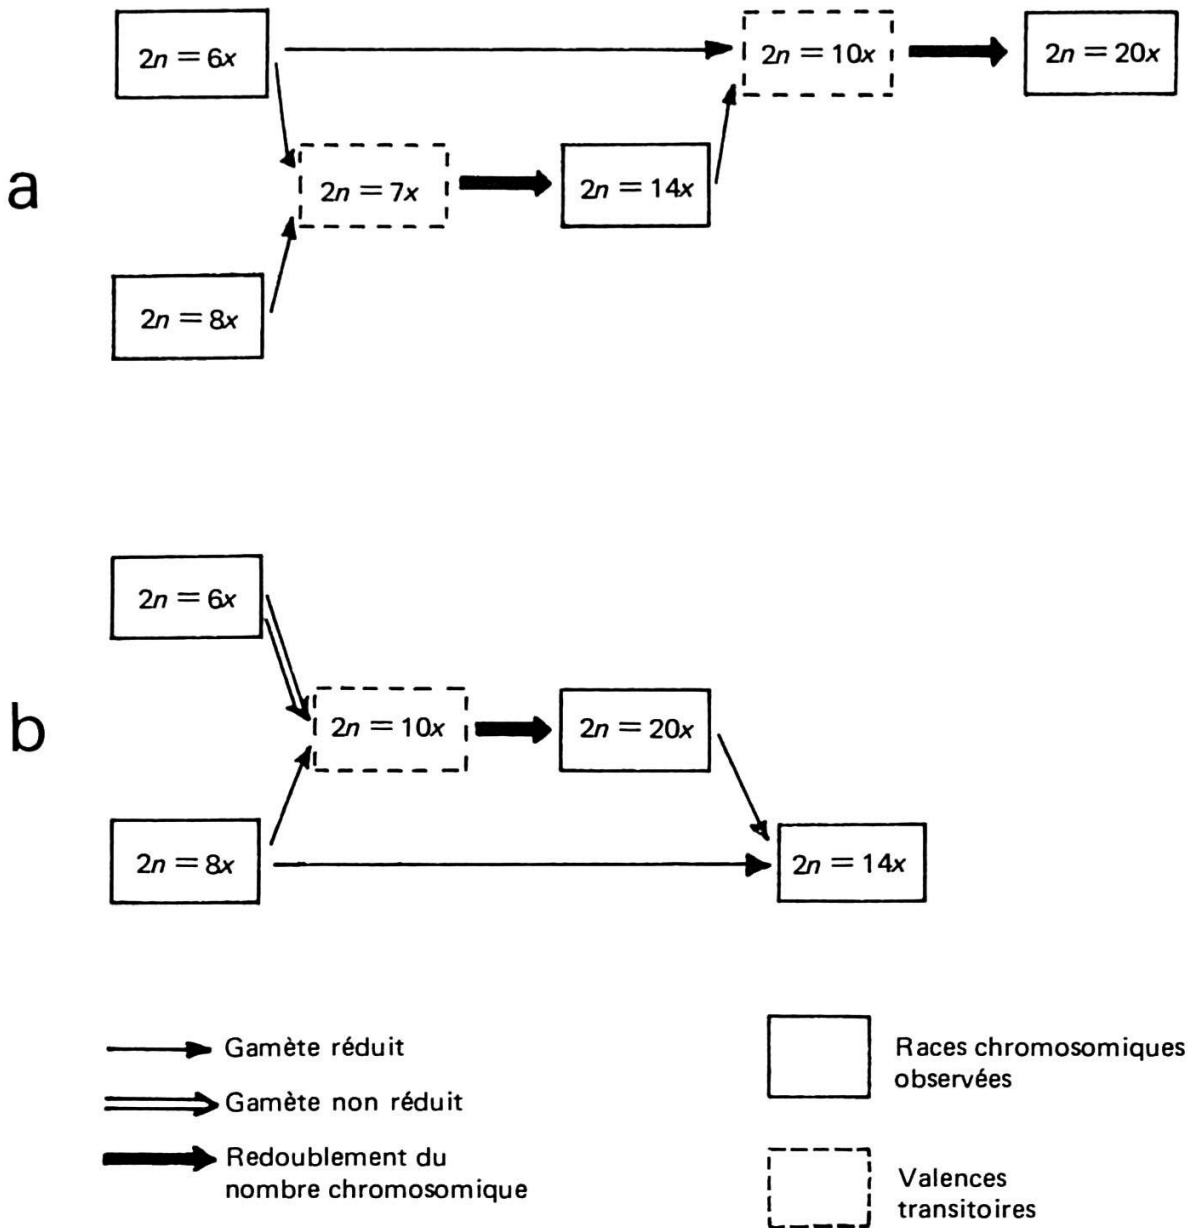 2n = 6x
2n = 10x
2n = 20x
a
2n = 7x
2n = 14x
2n = 8x
2n = 6x
b
2n = 10x
2n = 20x
2n = 8x
2n = 14x
Gamète réduit
Gamète non réduit
Redoublement du
nombre chromosomique
Races chromosomiques
observées
Valences
transitoires